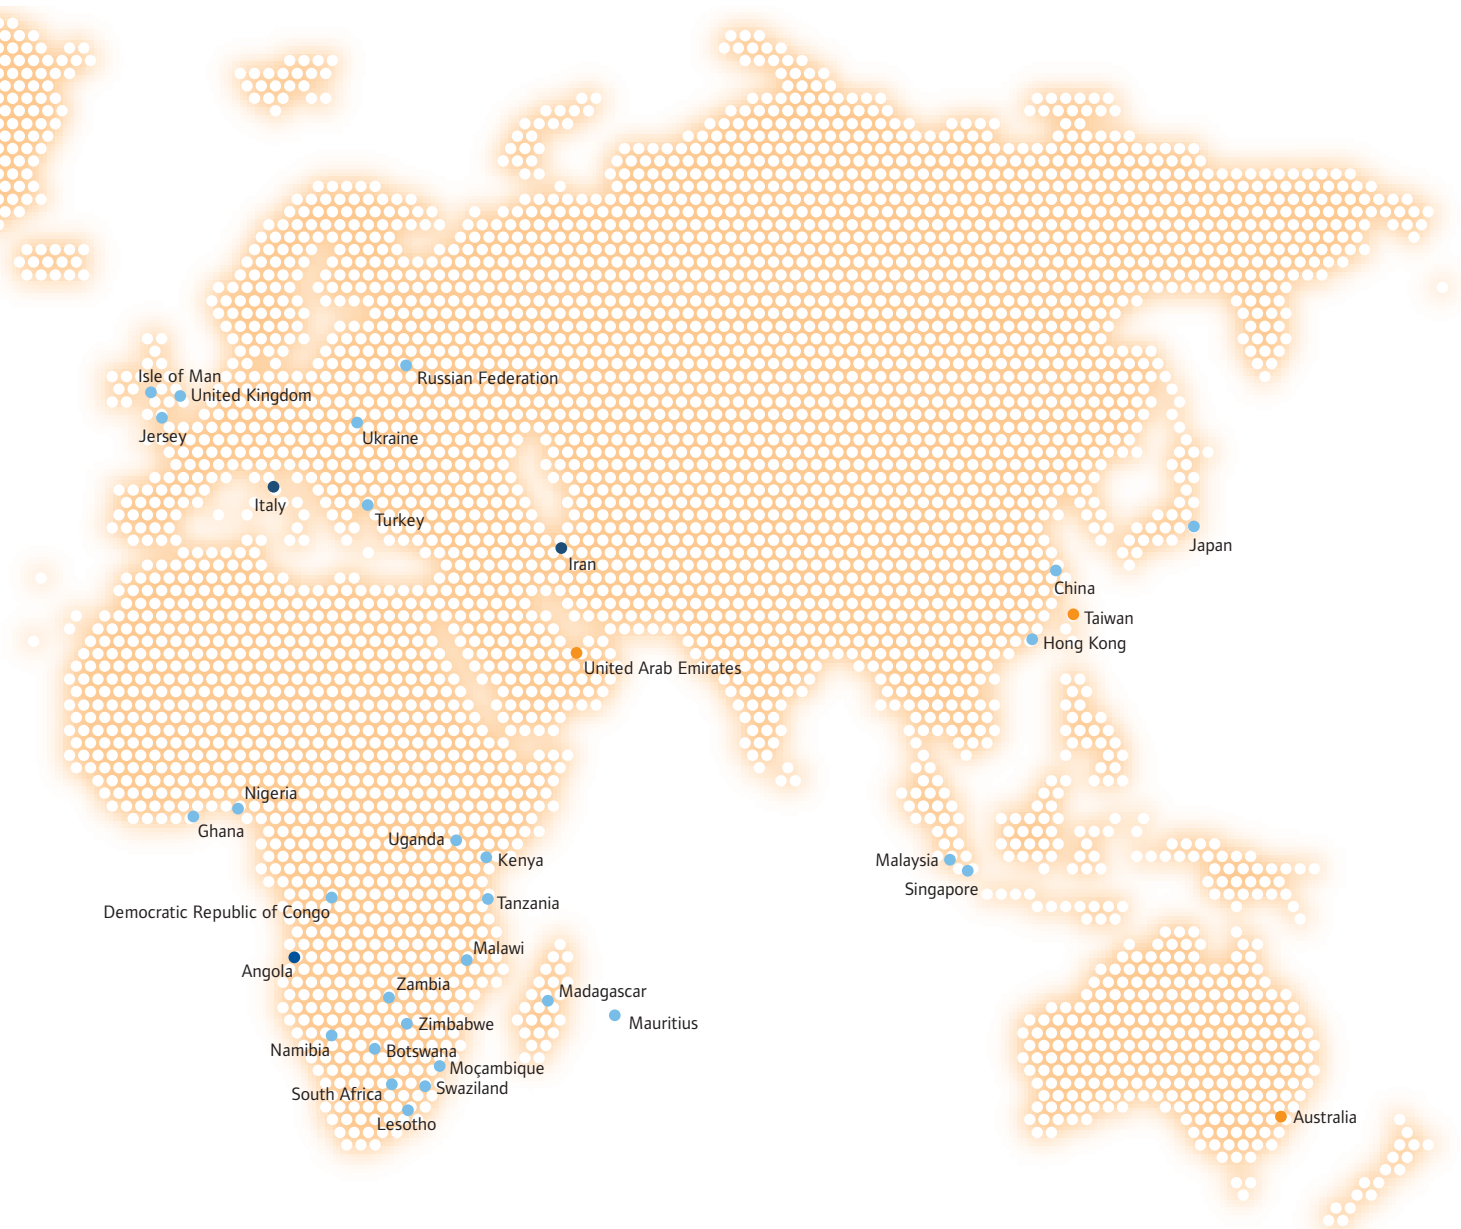 Isle of Man
Russian Federation
United Kingdom
Jersey
Ukraine
Italy
Turkey
Japan
Iran
China
Taiwan
Hong Kong
United Arab Emirates
Nigeria
Ghana
Uganda
Kenya
Malaysia
Singapore
Tanzania
Democratic Republic of Congo
Malawi
Angola
Zambia
Madagascar
Mauritius
Zimbabwe
Namibia
Botswana
Moçambique
Swaziland
South Africa
Australia
Lesotho